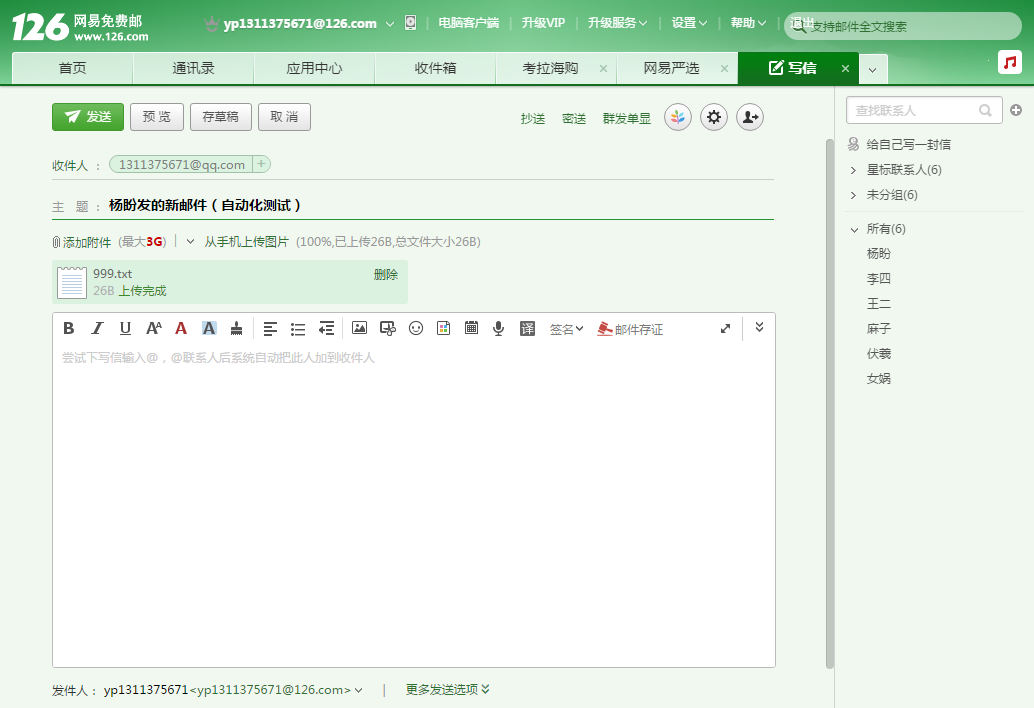 126 网易免费邮 www.126.com
yp1311375671@126.com 电脑客户端 升级VIP 升级服务 设置 帮助 退出 支持邮件全文搜索
首页 通讯录 应用中心 收件箱 考拉海购 × 网易严选 × 写信 ×
发送 预 览 存草稿 取 消 抄送 密送 群发单显
查找联系人
收件人 : 1311375671@qq.com +
主 题 : 杨盼发的新邮件（自动化测试）
添加附件 (最大3G) 从手机上传图片 (100%,已上传26B,总文件大小26B)
999.txt 删除
26B 上传完成
B I U AA A A 译 签名 邮件存证
尝试下写信输入@，@联系人后系统自动把此人加到收件人
发件人 : yp1311375671<yp1311375671@126.com> | 更多发送选项
给自己写一封信
星标联系人(6)
未分组(6)
所有(6)
杨盼
李四
王二
麻子
伏羲
女娲